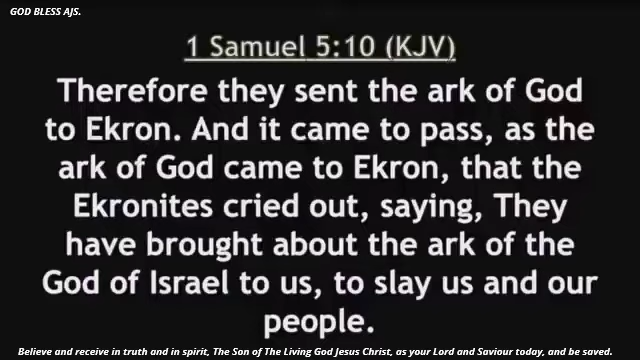 GOD BLESS AJS.
1 Samuel 5:10 (KJV)
Therefore they sent the ark of God
to Ekron. And it came to pass, as the
ark of God came to Ekron, that the
Ekronites cried out, saying, They
have brought about the ark of the
God of Israel to us, to slay us and our
people.
Believe and receive in truth and in spirit, The Son of The Living God Jesus Christ, as your Lord and Saviour today, and be saved.